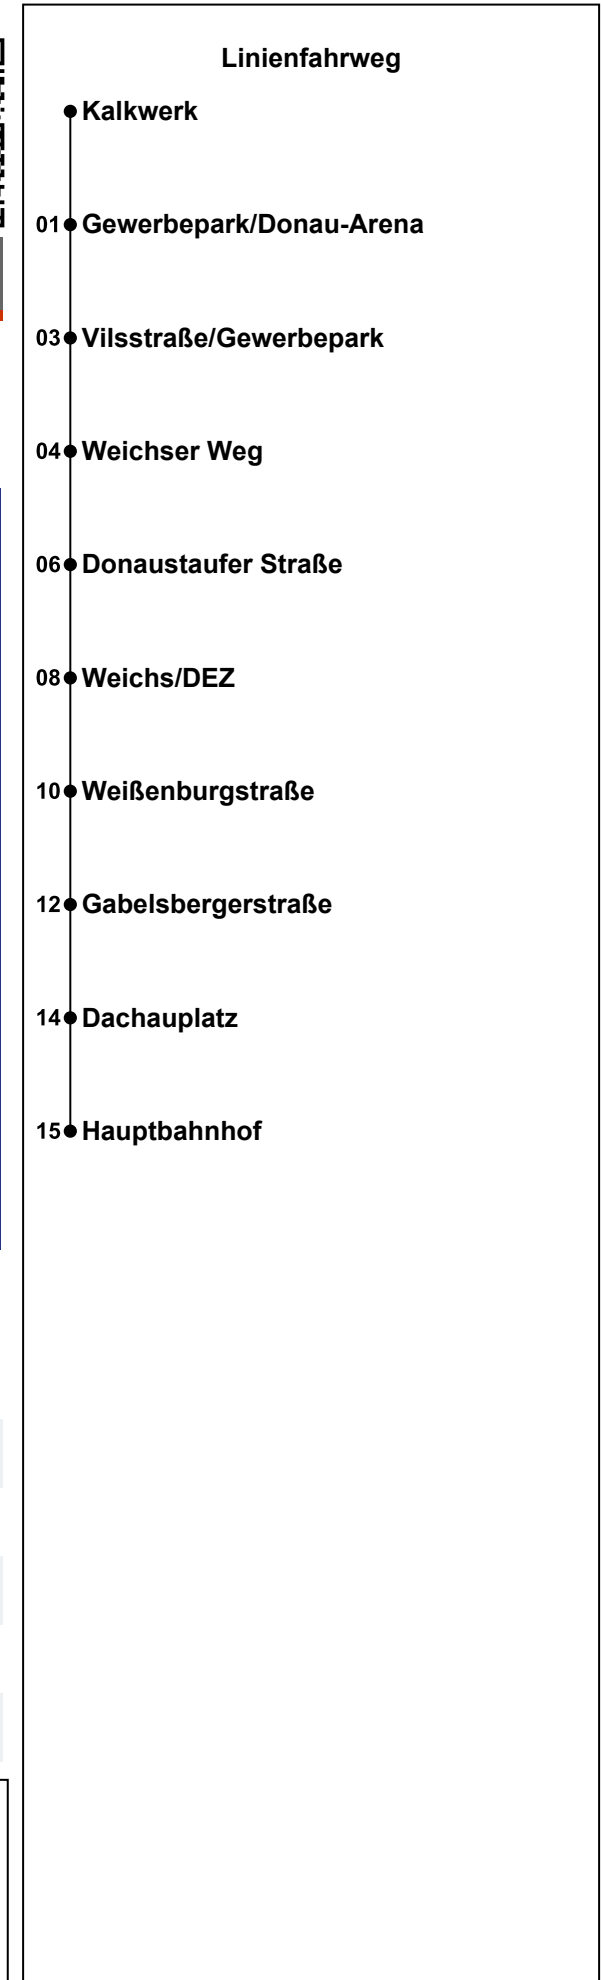 Linienfahrweg
Kalkwerk
01 Gewerbepark/Donau-Arena
03 Vilsstraße/Gewerbepark
04 Weichser Weg
06 Donaustaufer Straße
08 Weichs/DEZ
10 Weißenburgstraße
12 Gabelsbergerstraße
14 Dachauplatz
15 Hauptbahnhof